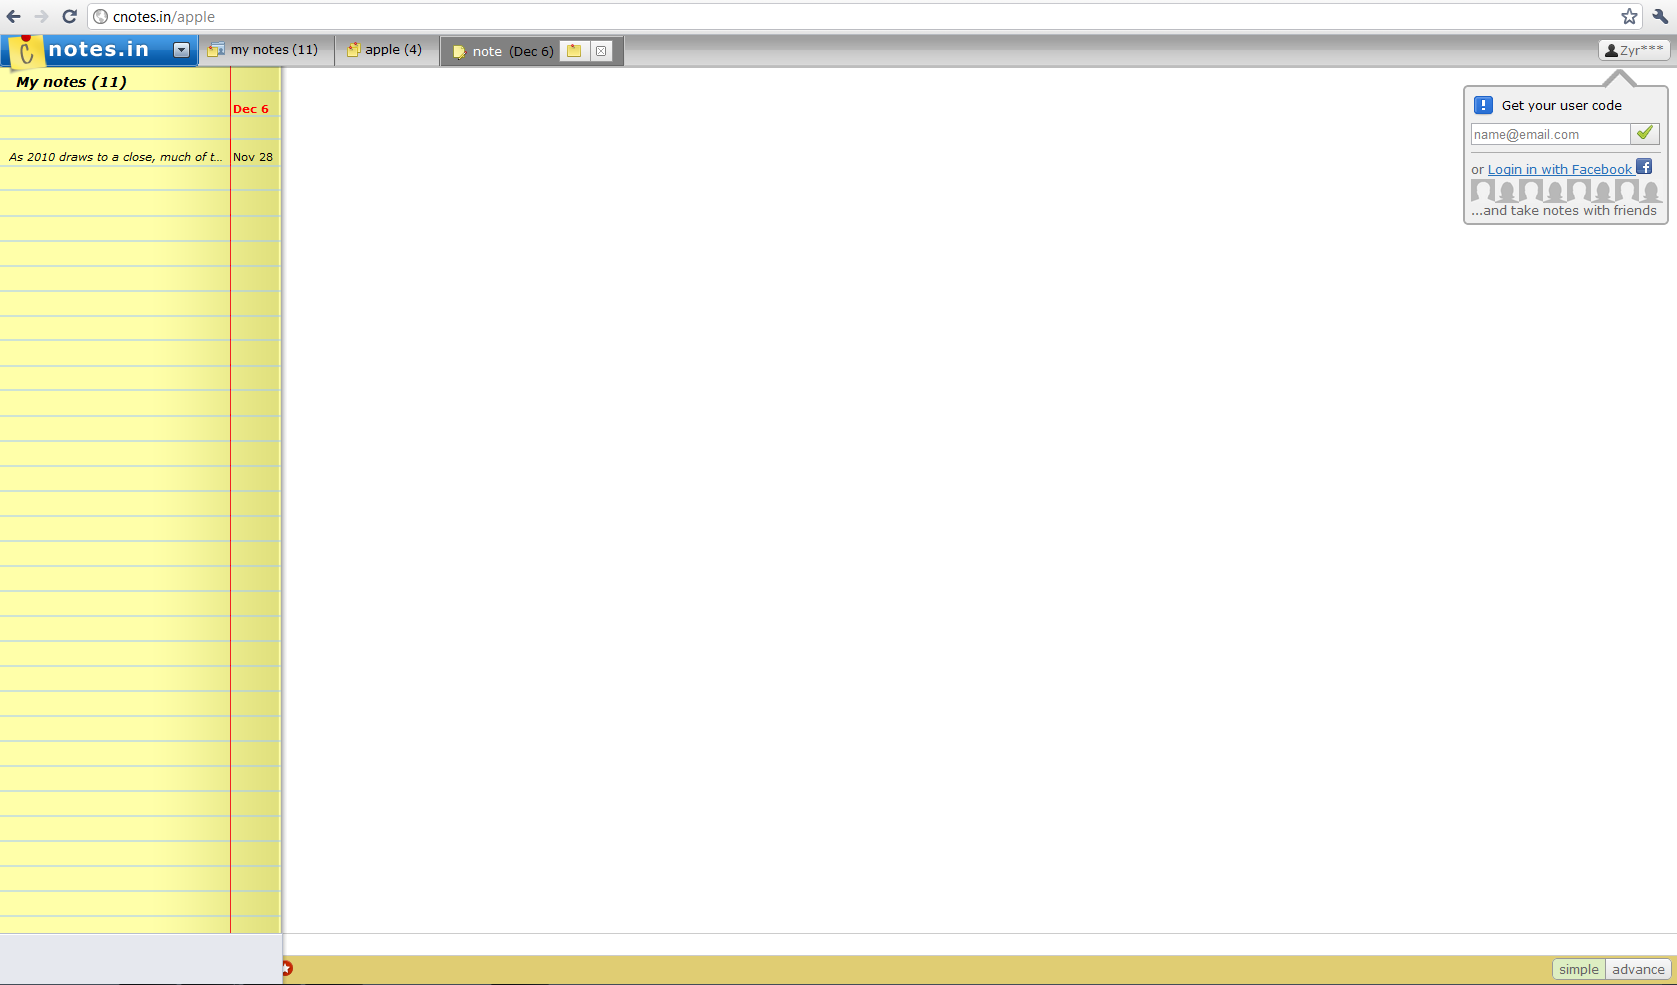 cnotes.in/apple
c notes.in
my notes (11)
apple (4)
note (Dec 6)
Zyr***
My notes (11)
Dec 6
As 2010 draws to a close, much of t... Nov 28
Get your user code
name@email.com
or Login in with Facebook
...and take notes with friends
simple advance